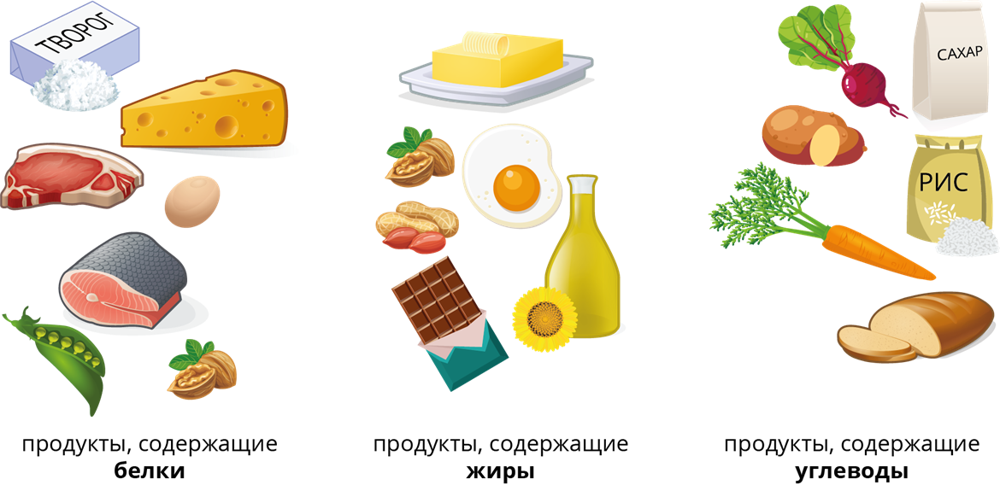 ТВОРОГ
САХАР
РИС
продукты, содержащие
белки
продукты, содержащие
жиры
продукты, содержащие
углеводы